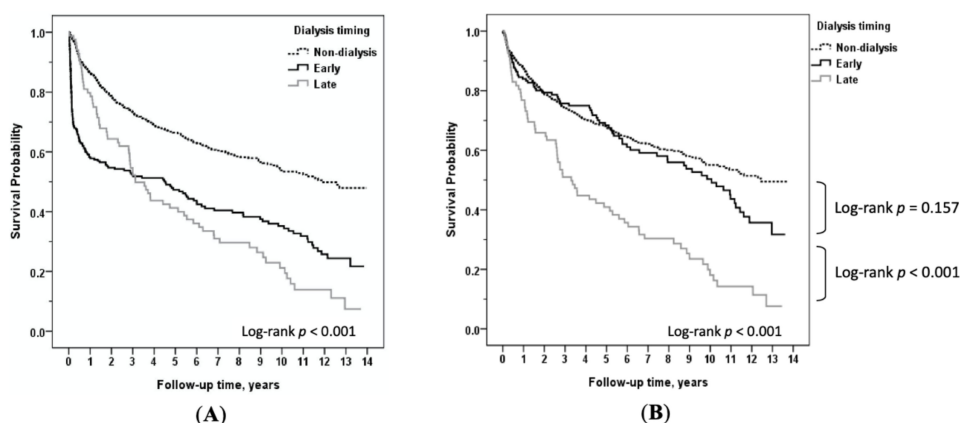 Dialysis timing
Non-dialysis
Early
Late
Survival Probability
1.0
0.8
0.6
0.4
0.2
0.0
Log-rank p < 0.001
0 1 2 3 4 5 6 7 8 9 10 11 12 13 14
Follow-up time, years
(A)
Dialysis timing
Non-dialysis
Early
Late
Survival Probability
1.0
0.8
0.6
0.4
0.2
0.0
Log-rank p = 0.157
Log-rank p < 0.001
Log-rank p < 0.001
0 1 2 3 4 5 6 7 8 9 10 11 12 13 14
Follow-up time, years
(B)